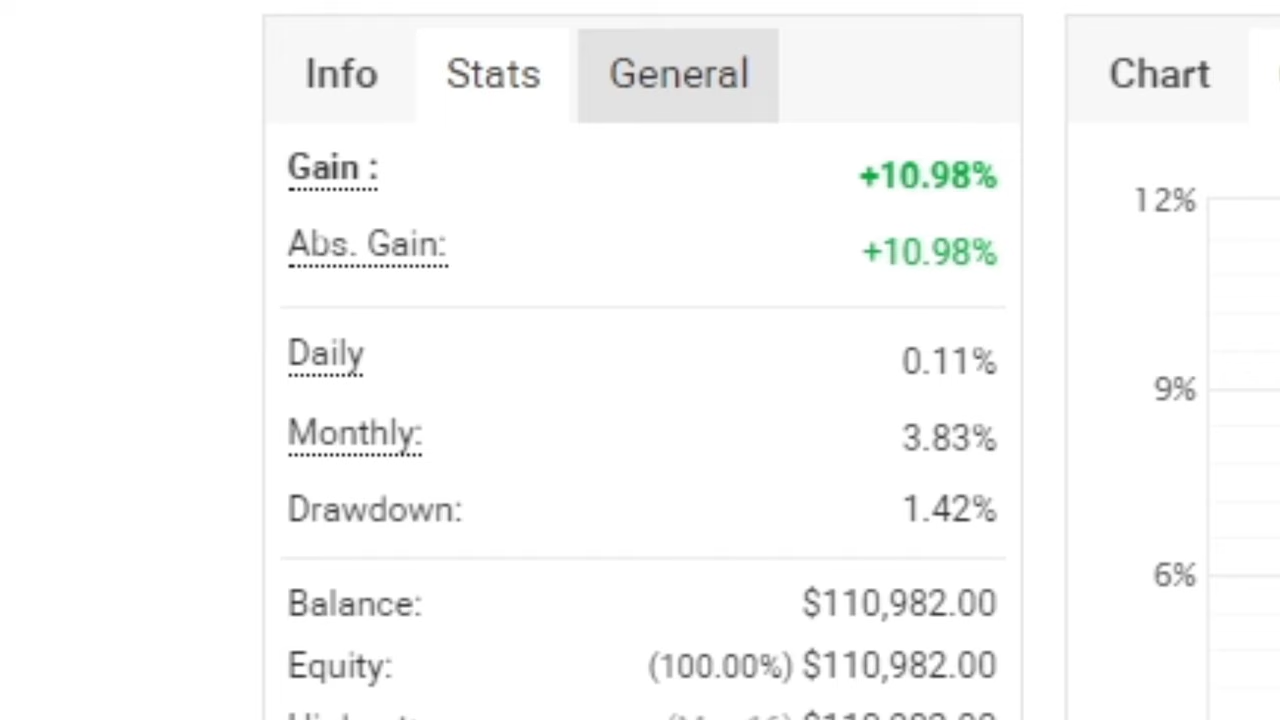 Info Stats General
Chart
Gain : +10.98%
Abs. Gain: +10.98%
Daily 0.11%
Monthly: 3.83%
Drawdown: 1.42%
Balance: $110,982.00
Equity: (100.00%) $110,982.00
12%
9%
6%